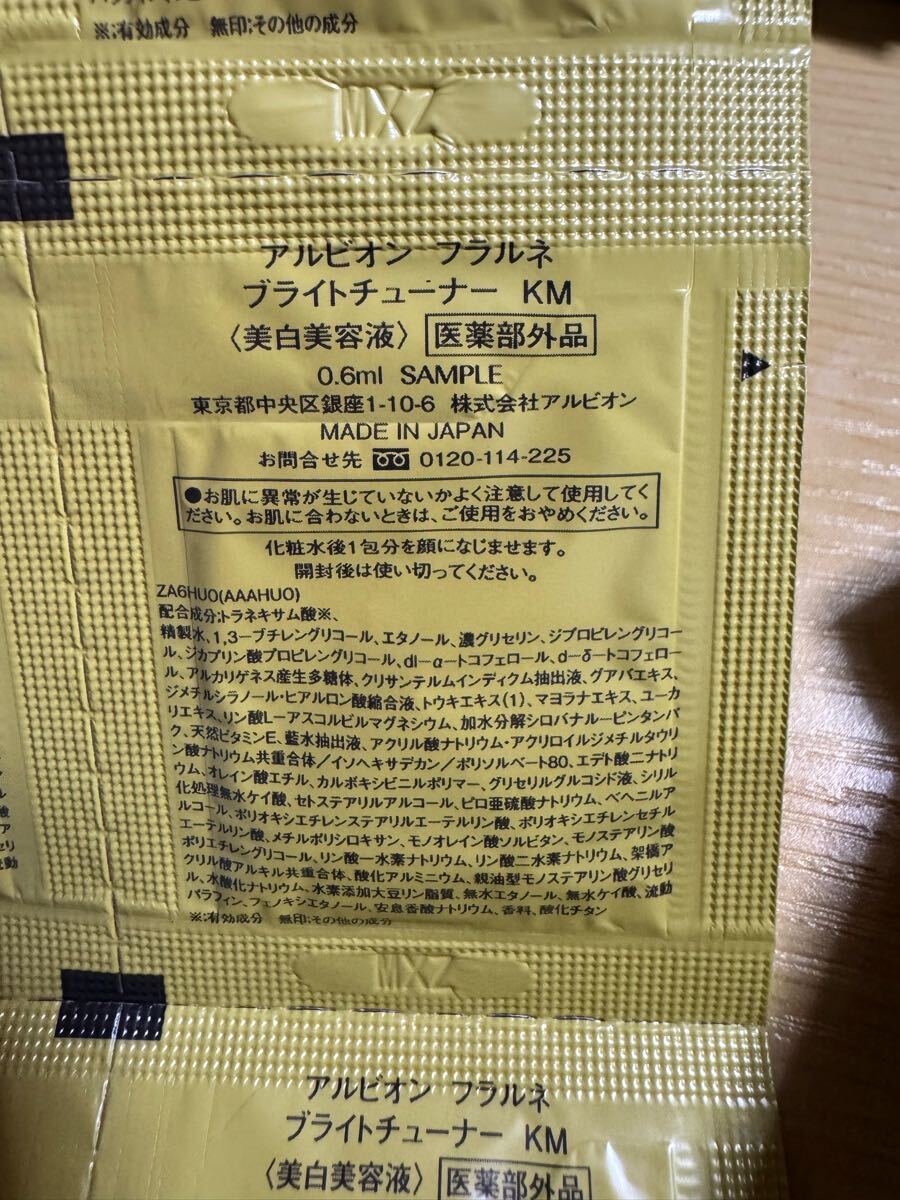 ※;有効成分 無印;その他の成分
MXZ
アルビオン フラルネ
ブライトチューナー KM
〈美白美容液〉 医薬部外品
0.6ml SAMPLE
東京都中央区銀座1-10-6 株式会社アルビオン
MADE IN JAPAN
お問合せ先 0120-114-225
●お肌に異常が生じていないかよく注意して使用してく
ださい。お肌に合わないときは、ご使用をおやめください。
化粧水後1包分を顔になじませます。
開封後は使い切ってください。
ZA6HU0(AAAHU0)
配合成分;トラネキサム酸※、
精製水、1,3-ブチレングリコール、エタノール、濃グリセリン、ジプロピレングリコー
ル、ジカプリン酸プロピレングリコール、dl-α-トコフェロール、d-δ-トコフェロー
ル、アルカリゲネス産生多糖体、クリサンテルムインディクム抽出液、グアバエキス、
ジメチルシラノール・ヒアルロン酸縮合液、トウキエキス(1)、マヨラナエキス、ユーカ
リエキス、リン酸L-アスコルビルマグネシウム、加水分解シロバナルーピンタンパ
ク、天然ビタミンE、藍水抽出液、アクリル酸ナトリウム・アクリロイルジメチルタウリ
ン酸ナトリウム共重合体/イソヘキサデカン/ポリソルベート80、エデト酸二ナトリ
ウム、オレイン酸エチル、カルボキシビニルポリマー、グリセリルグルコシド液、シリル
化処理無水ケイ酸、セトステアリルアルコール、ピロ亜硫酸ナトリウム、ベヘニルア
ルコール、ポリオキシエチレンステアリルエーテルリン酸、ポリオキシエチレンセチル
エーテルリン酸、メチルポリシロキサン、モノオレイン酸ソルビタン、モノステアリン酸
ポリエチレングリコール、リン酸一水素ナトリウム、リン酸二水素ナトリウム、架橋ア
クリル酸アルキル共重合体、酸化アルミニウム、親油型モノステアリン酸グリセリ
ル、水酸化ナトリウム、水素添加大豆リン脂質、無水エタノール、無水ケイ酸、流動
パラフィン、フェノキシエタノール、安息香酸ナトリウム、香料、酸化チタン
※;有効成分 無印;その他の成分
MXZ
アルビオン フラルネ
ブライトチューナー KM
〈美白美容液〉 医薬部外品